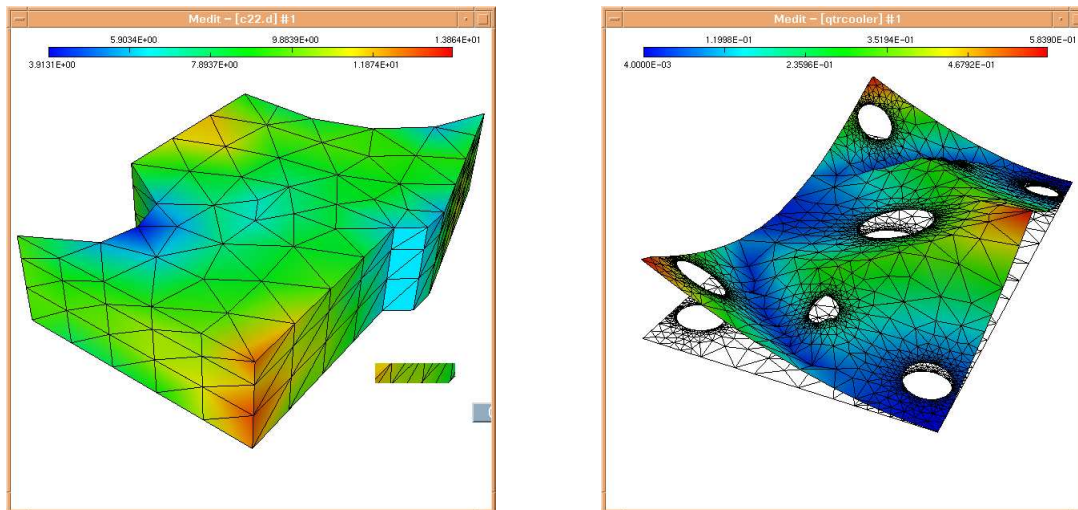 Medit - [c22.d] #1
5.9034E+00 9.8839E+00 1.3864E+01
3.9131E+00 7.8937E+00 1.1874E+01
Medit - [qtrcooler] #1
1.1998E-01 3.5194E-01 5.8390E-01
4.0000E-03 2.3596E-01 4.6792E-01